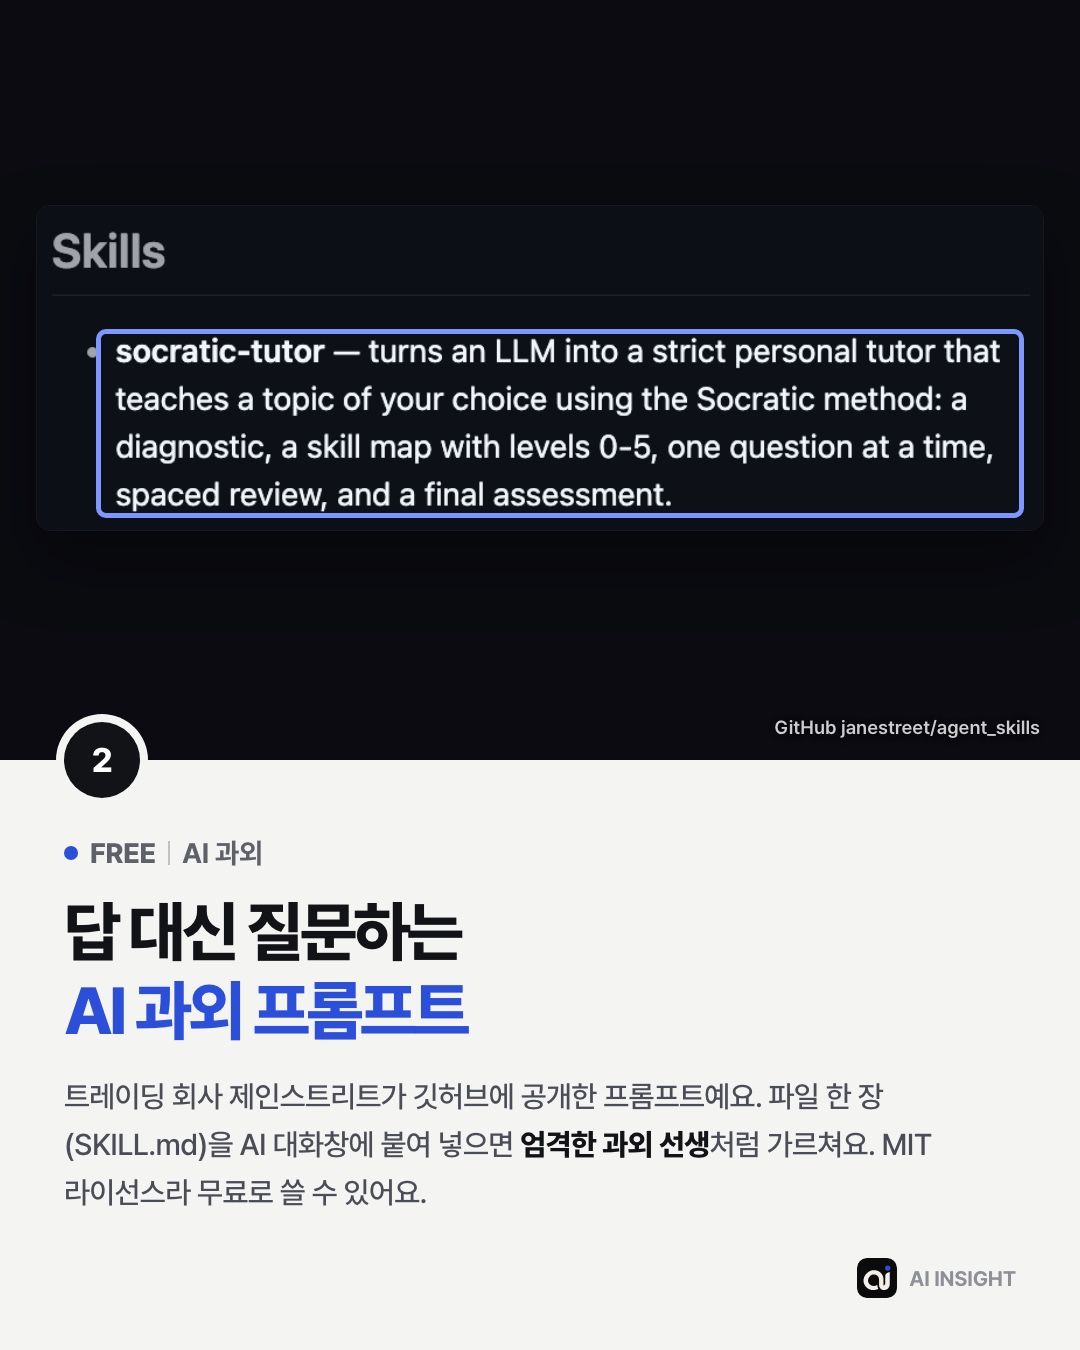 Skills
socratic-tutor — turns an LLM into a strict personal tutor that
teaches a topic of your choice using the Socratic method: a
diagnostic, a skill map with levels 0-5, one question at a time,
spaced review, and a final assessment.
GitHub janestreet/agent_skills
2
FREE | AI 과외
답 대신 질문하는
AI 과외 프롬프트
트레이딩 회사 제인스트리트가 깃허브에 공개한 프롬프트예요. 파일 한 장
(SKILL.md)을 AI 대화창에 붙여 넣으면 엄격한 과외 선생처럼 가르쳐요. MIT
라이선스라 무료로 쓸 수 있어요.
ai AI INSIGHT